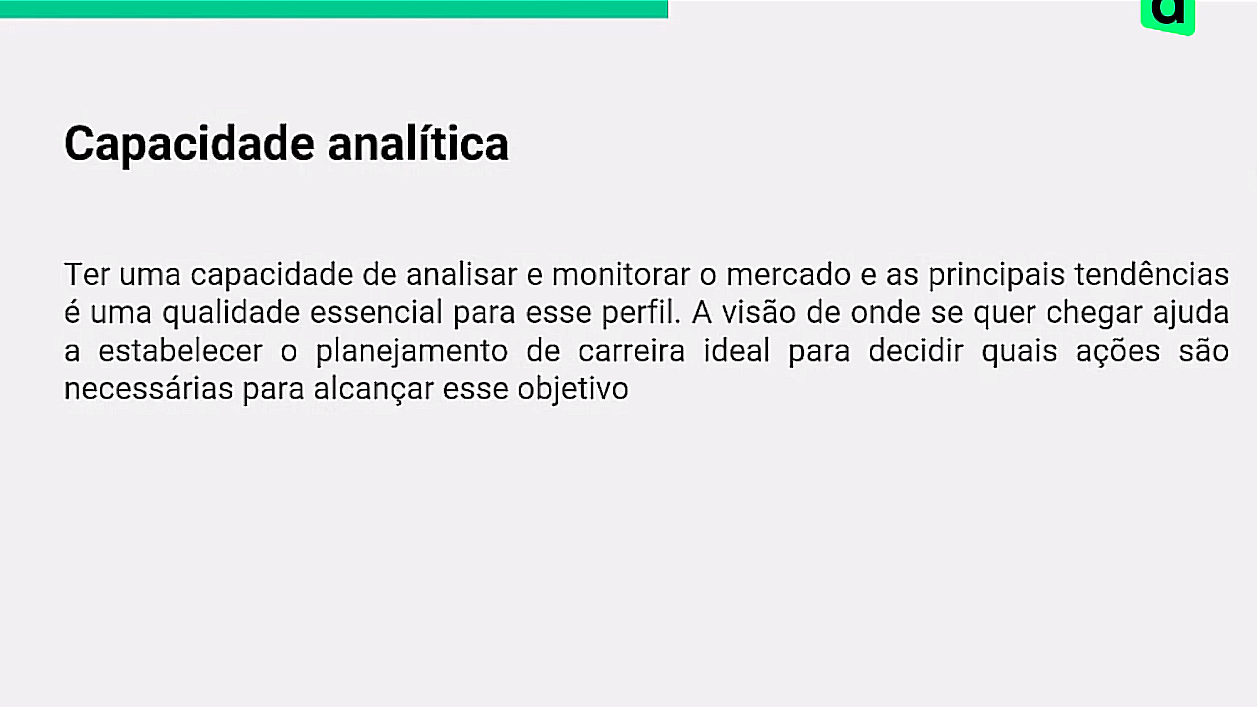 d
Capacidade analítica
Ter uma capacidade de analisar e monitorar o mercado e as principais tendências
é uma qualidade essencial para esse perfil. A visão de onde se quer chegar ajuda
a estabelecer o planejamento de carreira ideal para decidir quais ações são
necessárias para alcançar esse objetivo